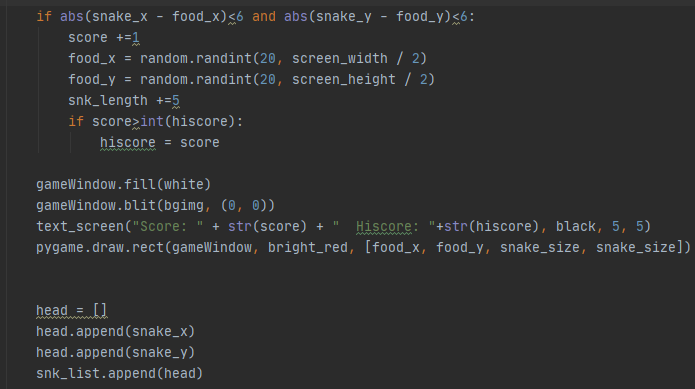 if abs(snake_x - food_x)<6 and abs(snake_y - food_y)<6:
    score +=1
    food_x = random.randint(20, screen_width / 2)
    food_y = random.randint(20, screen_height / 2)
    snk_length +=5
    if score>int(hiscore):
        hiscore = score
gameWindow.fill(white)
gameWindow.blit(bgimg, (0, 0))
text_screen("Score: " + str(score) + "  Hiscore: "+str(hiscore), black, 5, 5)
pygame.draw.rect(gameWindow, bright_red, [food_x, food_y, snake_size, snake_size])
head = []
head.append(snake_x)
head.append(snake_y)
snk_list.append(head)